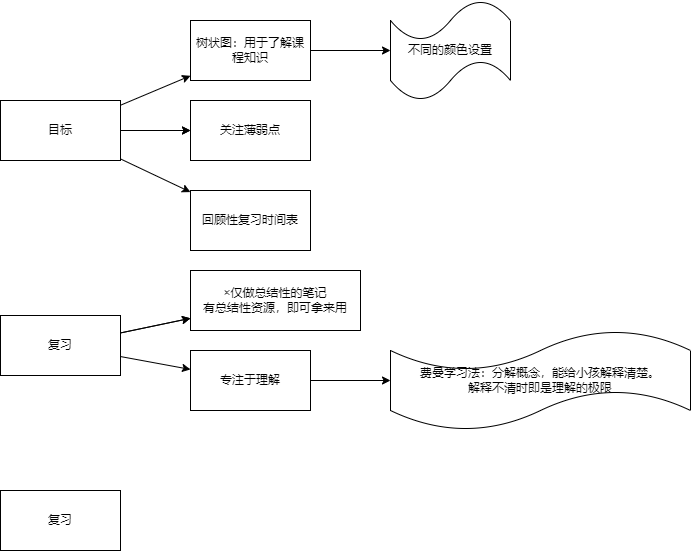 树状图：用于了解课
程知识
不同的颜色设置
目标
关注薄弱点
回顾性复习时间表
×仅做总结性的笔记
有总结性资源，即可拿来用
复习
专注于理解
费曼学习法：分解概念，能给小孩解释清楚。
解释不清时即是理解的极限
复习